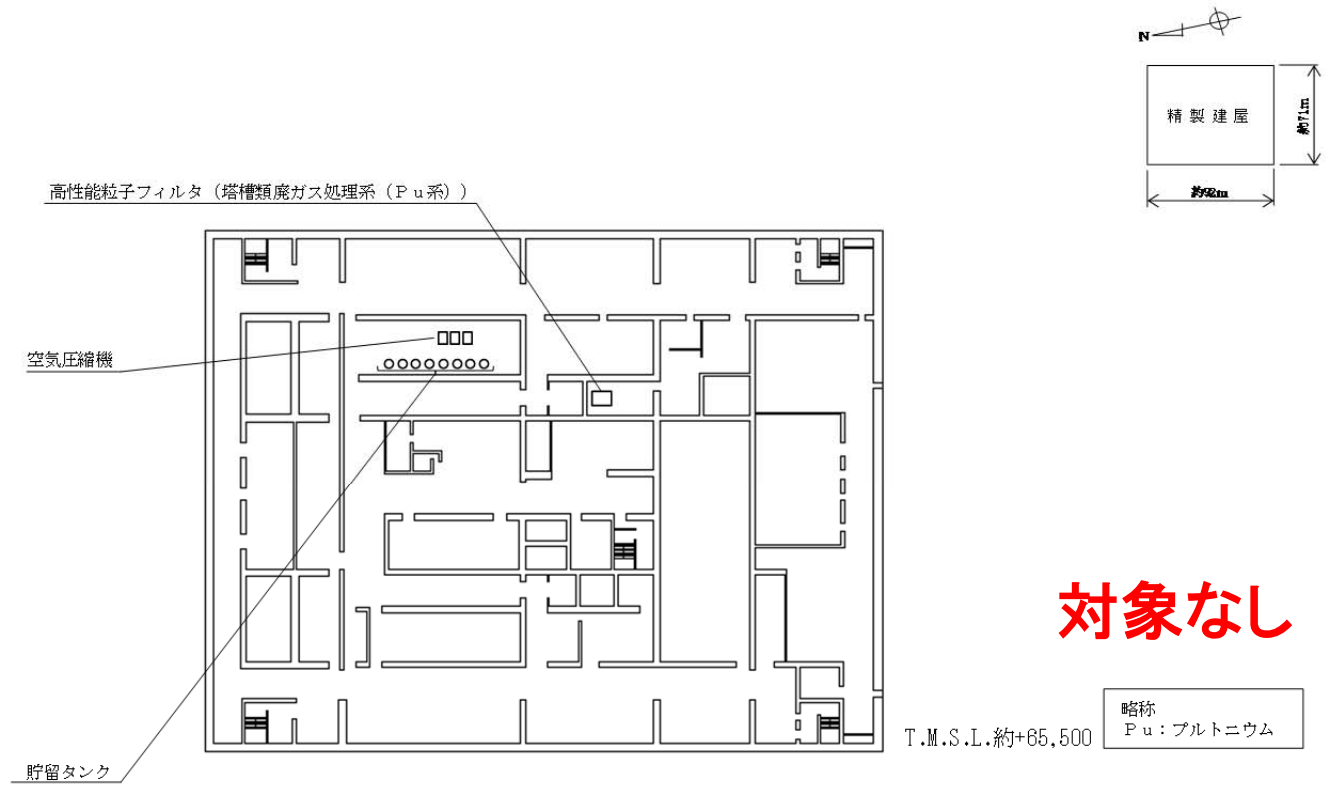 N
精製建屋
約71m
約92m
高性能粒子フィルタ（塔槽類廃ガス処理系（Ｐｕ系））
空気圧縮機
対象なし
略称
Ｐｕ：プルトニウム
T.M.S.L.約+65,500
貯留タンク